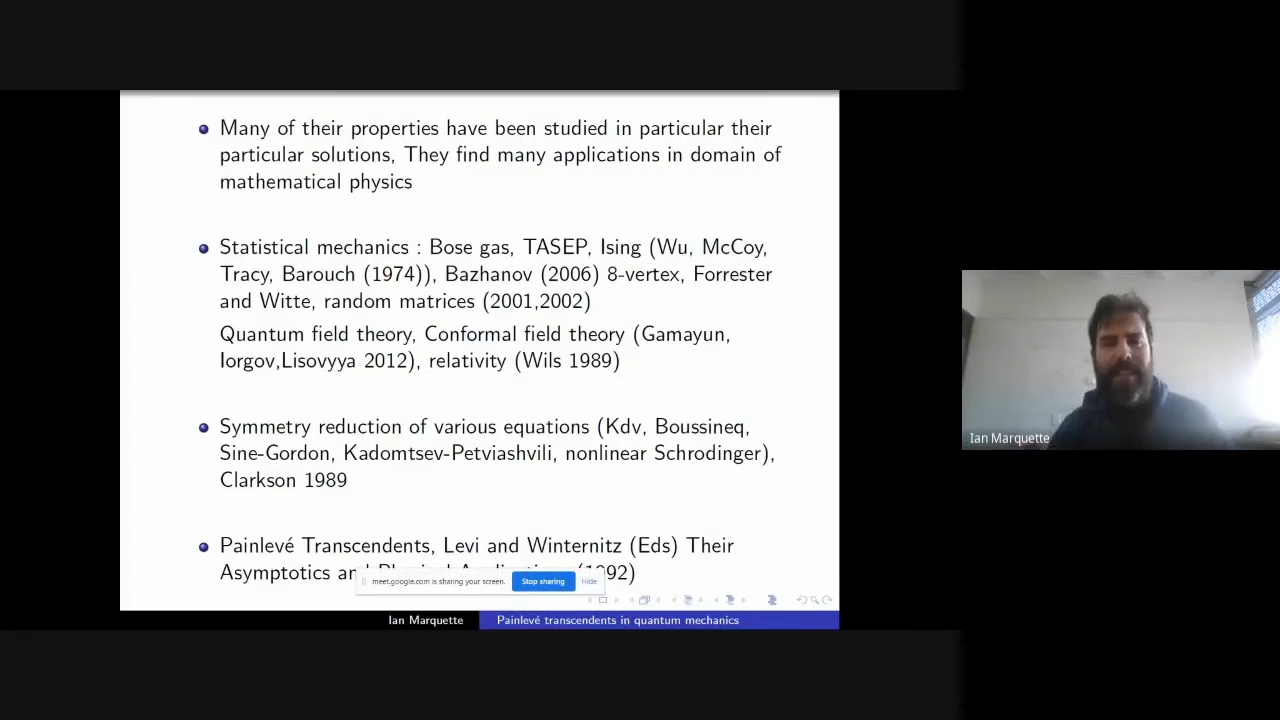 Many of their properties have been studied in particular their
particular solutions, They find many applications in domain of
mathematical physics
Statistical mechanics : Bose gas, TASEP, Ising (Wu, McCoy,
Tracy, Barouch (1974)), Bazhanov (2006) 8-vertex, Forrester
and Witte, random matrices (2001,2002)
Quantum field theory, Conformal field theory (Gamayun,
Iorgov,Lisovyya 2012), relativity (Wils 1989)
Symmetry reduction of various equations (Kdv, Boussineq,
Sine-Gordon, Kadomtsev-Petviashvili, nonlinear Schrodinger),
Clarkson 1989
Painlevé Transcendents, Levi and Winternitz (Eds) Their
Asymptotics and
meet.google.com is sharing your screen. Stop sharing Hide
Ian Marquette Painlevé transcendents in quantum mechanics
Ian Marquette